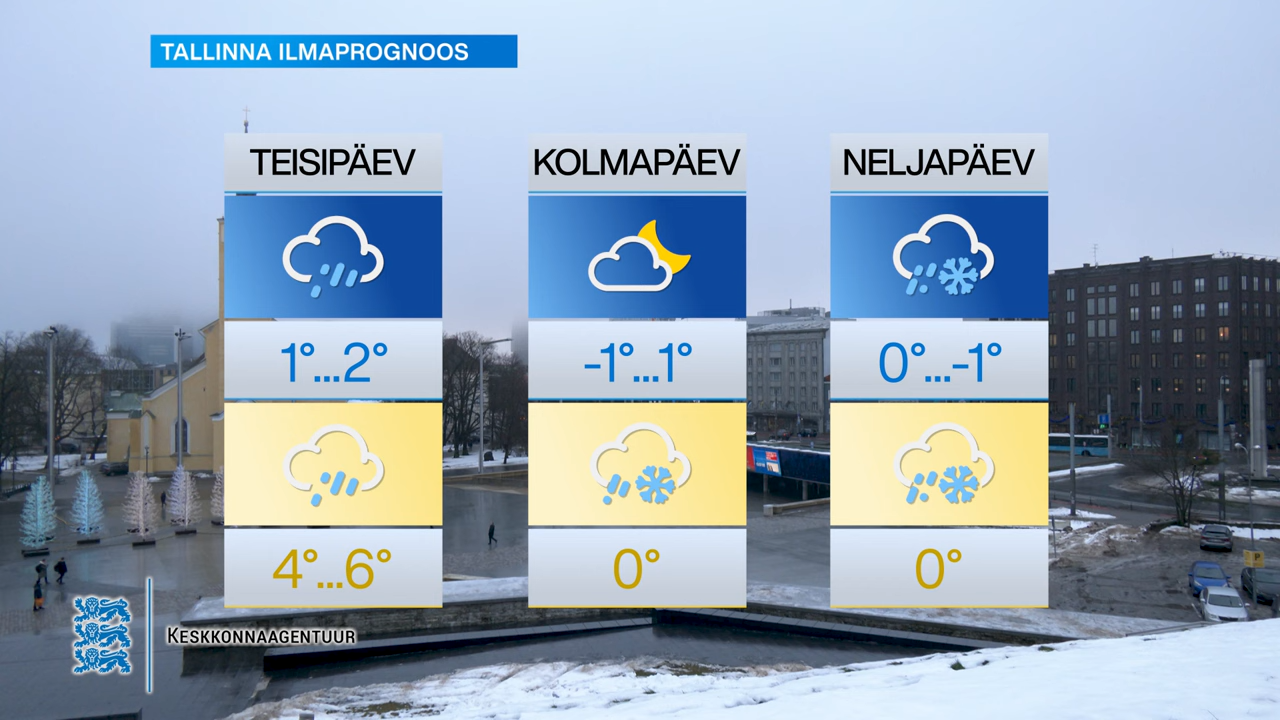 TALLINNA ILMAPROGNOOS
TEISIPÄEV
1°...2°
4°...6°
KOLMAPÄEV
-1°...1°
0°
NELJAPÄEV
0°...-1°
0°
KESKKONNAAGENTUUR